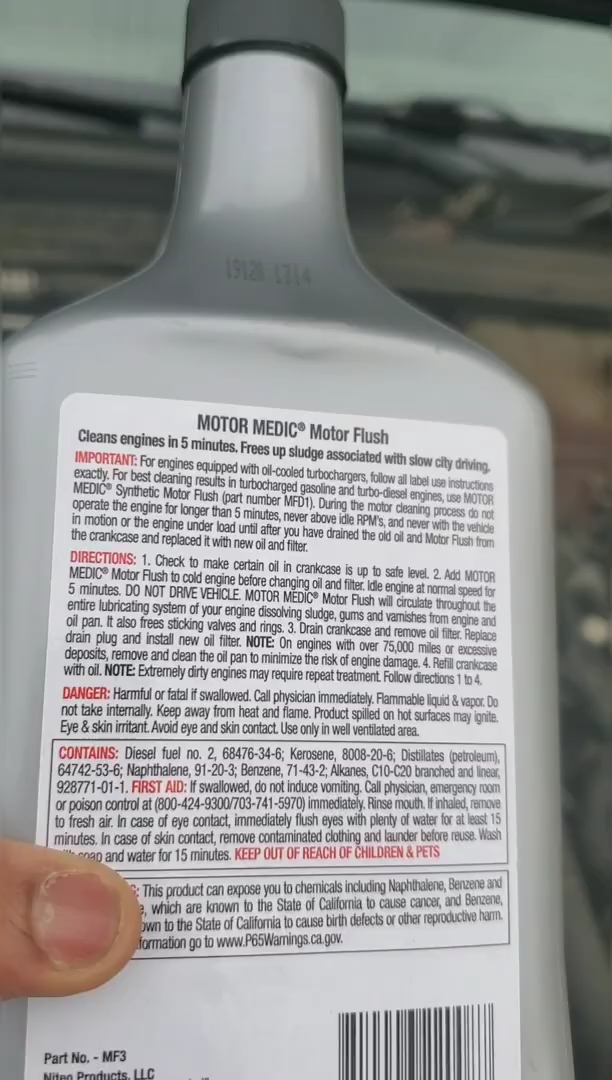 19128 1714
MOTOR MEDIC® Motor Flush
Cleans engines in 5 minutes. Frees up sludge associated with slow city driving.
IMPORTANT: For engines equipped with oil-cooled turbochargers, follow all label use instructions
exactly. For best cleaning results in turbocharged gasoline and turbo-diesel engines, use MOTOR
MEDIC® Synthetic Motor Flush (part number MFD1). During the motor cleaning process do not
operate the engine for longer than 5 minutes, never above idle RPM's, and never with the vehicle
in motion or the engine under load until after you have drained the old oil and Motor Flush from
the crankcase and replaced it with new oil and filter.
DIRECTIONS: 1. Check to make certain oil in crankcase is up to safe level. 2. Add MOTOR
MEDIC® Motor Flush to cold engine before changing oil and filter. Idle engine at normal speed for
5 minutes. DO NOT DRIVE VEHICLE. MOTOR MEDIC® Motor Flush will circulate throughout the
entire lubricating system of your engine dissolving sludge, gums and varnishes from engine and
oil pan. It also frees sticking valves and rings. 3. Drain crankcase and remove oil filter. Replace
drain plug and install new oil filter. NOTE: On engines with over 75,000 miles or excessive
deposits, remove and clean the oil pan to minimize the risk of engine damage. 4. Refill crankcase
with oil. NOTE: Extremely dirty engines may require repeat treatment. Follow directions 1 to 4.
DANGER: Harmful or fatal if swallowed. Call physician immediately. Flammable liquid & vapor. Do
not take internally. Keep away from heat and flame. Product spilled on hot surfaces may ignite.
Eye & skin irritant. Avoid eye and skin contact. Use only in well ventilated area.
CONTAINS: Diesel fuel no. 2, 68476-34-6; Kerosene, 8008-20-6; Distillates (petroleum),
64742-53-6; Naphthalene, 91-20-3; Benzene, 71-43-2; Alkanes, C10-C20 branched and linear,
928771-01-1. FIRST AID: If swallowed, do not induce vomiting. Call physician, emergency room
or poison control at (800-424-9300/703-741-5970) immediately. Rinse mouth. If inhaled, remove
to fresh air. In case of eye contact, immediately flush eyes with plenty of water for at least 15
minutes. In case of skin contact, remove contaminated clothing and launder before reuse. Wash
soap and water for 15 minutes. KEEP OUT OF REACH OF CHILDREN & PETS
: This product can expose you to chemicals including Naphthalene, Benzene and
, which are known to the State of California to cause cancer, and Benzene,
own to the State of California to cause birth defects or other reproductive harm.
formation go to www.P65Warnings.ca.gov.
Part No. - MF3
Niteo Products, LLC